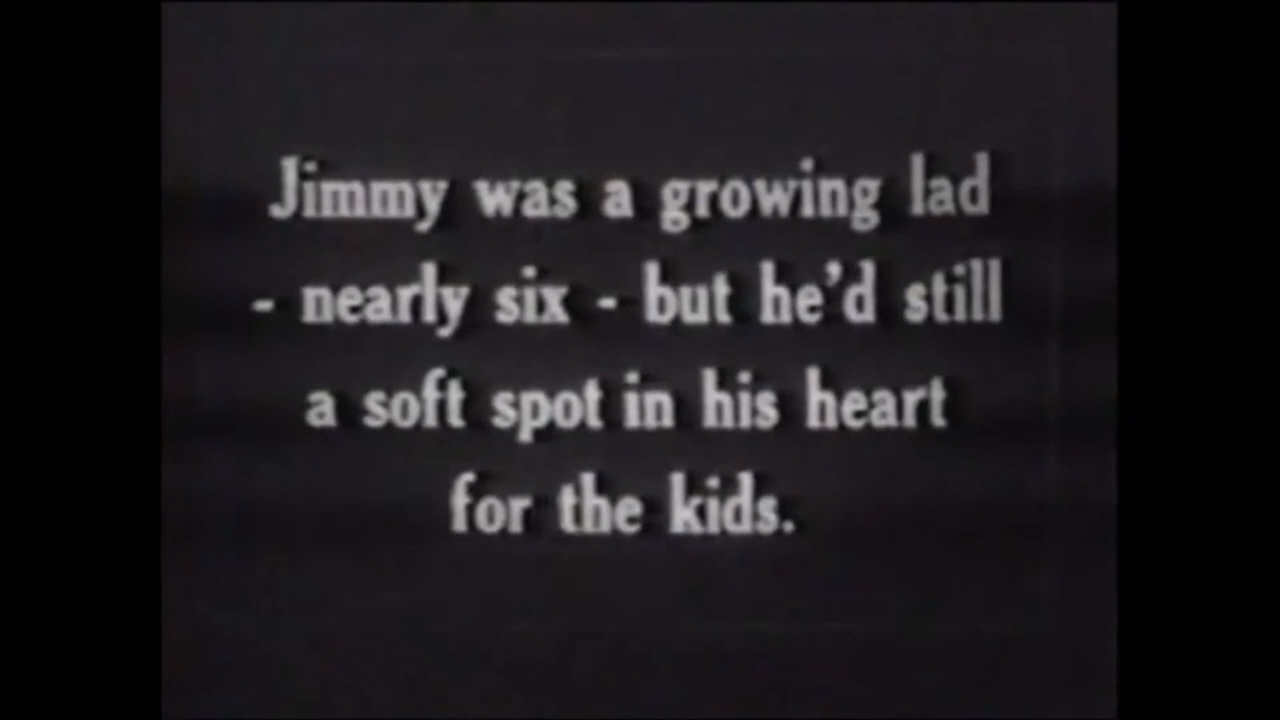 Jimmy was a growing lad
- nearly six - but he'd still
a soft spot in his heart
for the kids.